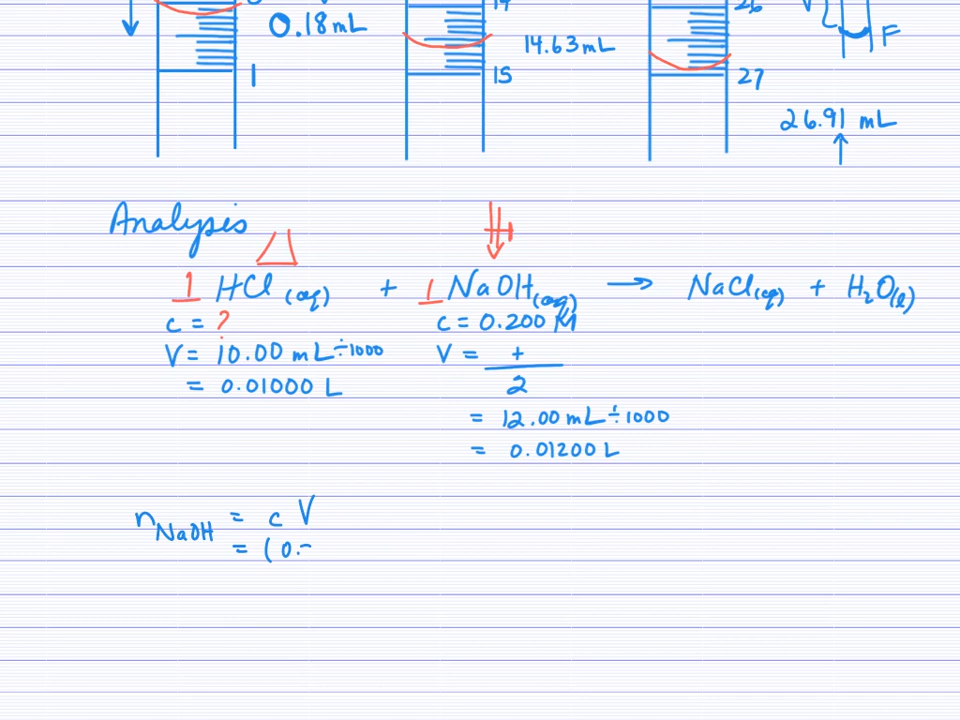 0.18 mL
14
26
14.63 mL
F
1
15
27
26.91 mL
Analysis
1 HCl (aq) + 1 NaOH(aq) → NaCl(aq) + H₂O(l)
c = ?
c = 0.200 M
V = 10.00 mL ÷ 1000
= 0.01000 L
V = +
2
= 12.00 mL ÷ 1000
= 0.01200 L
n NaOH = c V
= (0.